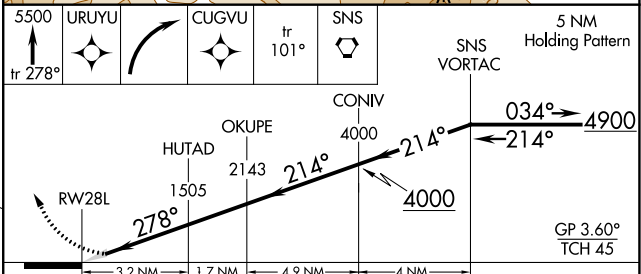 5500
tr 278°
URUYU
CUGVU
tr
101°
SNS
5 NM
Holding Pattern
SNS
VORTAC
034°
4900
214°
CONIV
4000
214°
4000
OKUPE
2143
214°
HUTAD
1505
278°
RW28L
GP 3.60°
TCH 45
3.2 NM
1.7 NM
4.9 NM
4 NM